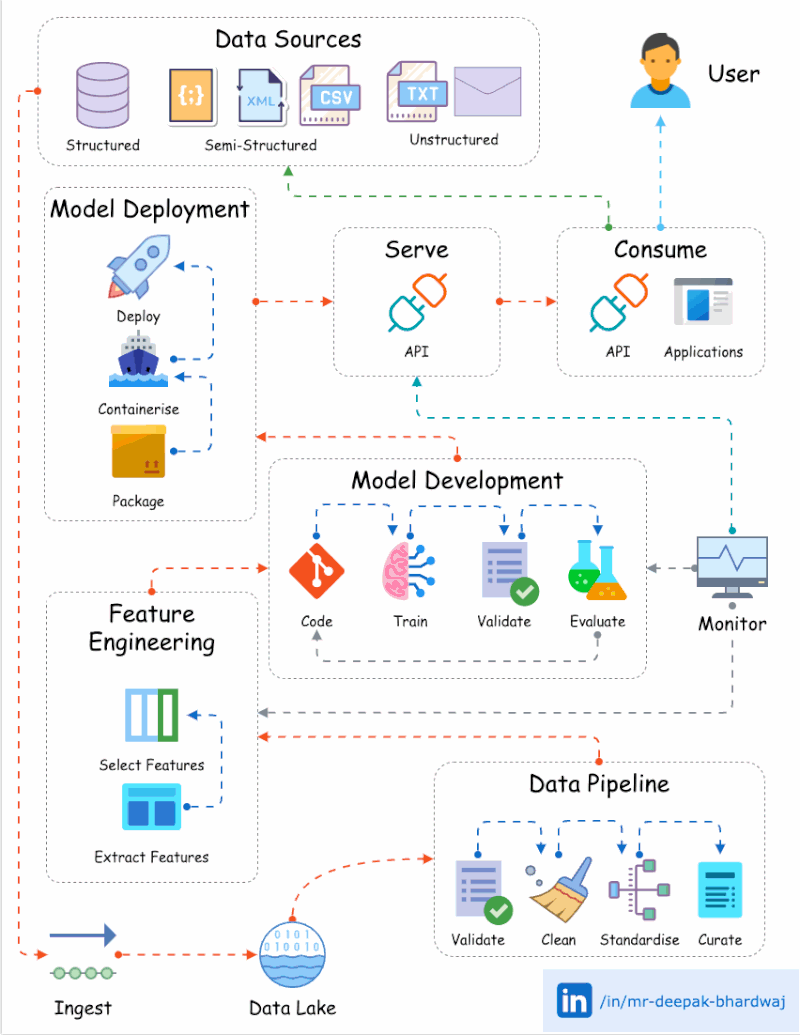 Data Sources
{;}
XML
CSV
TXT
Structured
Semi-Structured
Unstructured
User
Model Deployment
Deploy
Containerise
Package
Serve
API
Consume
API
Applications
Model Development
Code
Train
Validate
Evaluate
Monitor
Feature
Engineering
Select Features
Extract Features
Data Pipeline
Validate
Clean
Standardise
Curate
Ingest
0101
010010
Data Lake
in
/in/mr-deepak-bhardwaj